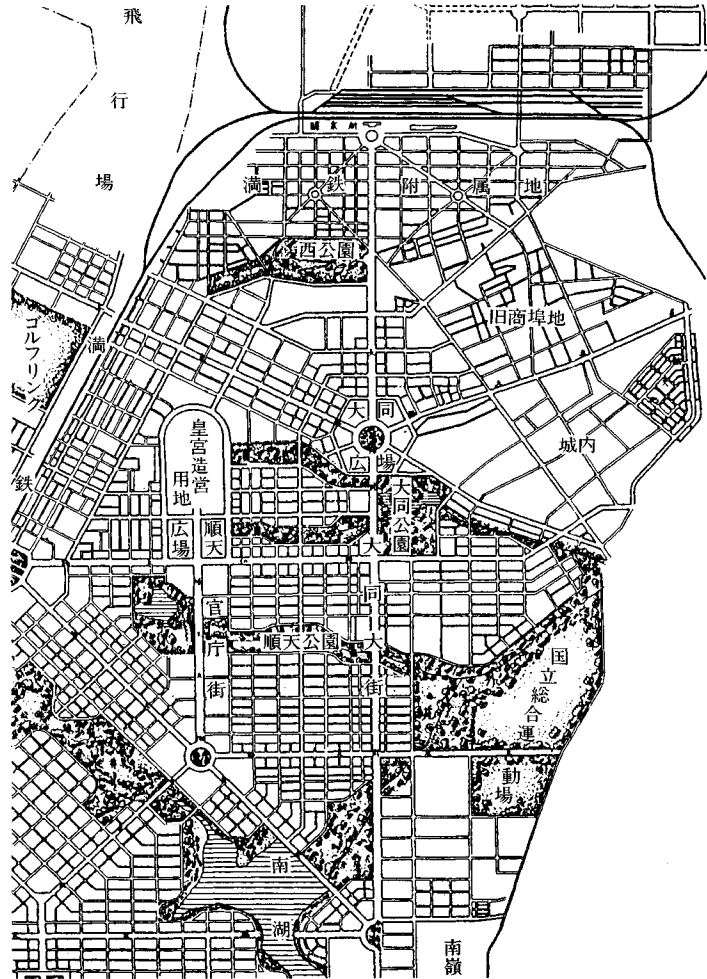 飛行場
新京駅
満鉄附属地
西公園
旧商埠地
ゴルフリンク
満鉄
大同広場
城内
皇宮造営用地
大同公園
順天広場
大同大街
官庁街
順天公園
国立総合運動場
南湖
南嶺